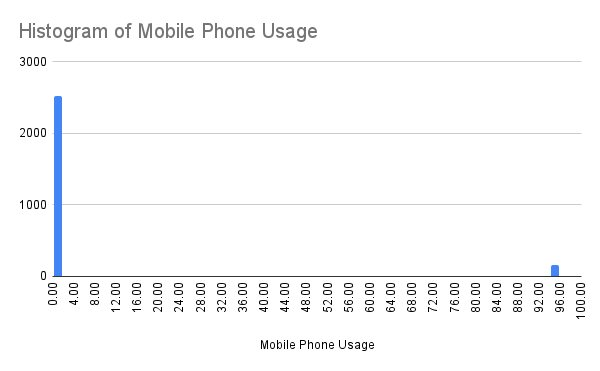 Histogram of Mobile Phone Usage
3000
2000
1000
0
0.00 4.00 8.00 12.00 16.00 20.00 24.00 28.00 32.00 36.00 40.00 44.00 48.00 52.00 56.00 60.00 64.00 68.00 72.00 76.00 80.00 84.00 88.00 92.00 96.00 100.00
Mobile Phone Usage